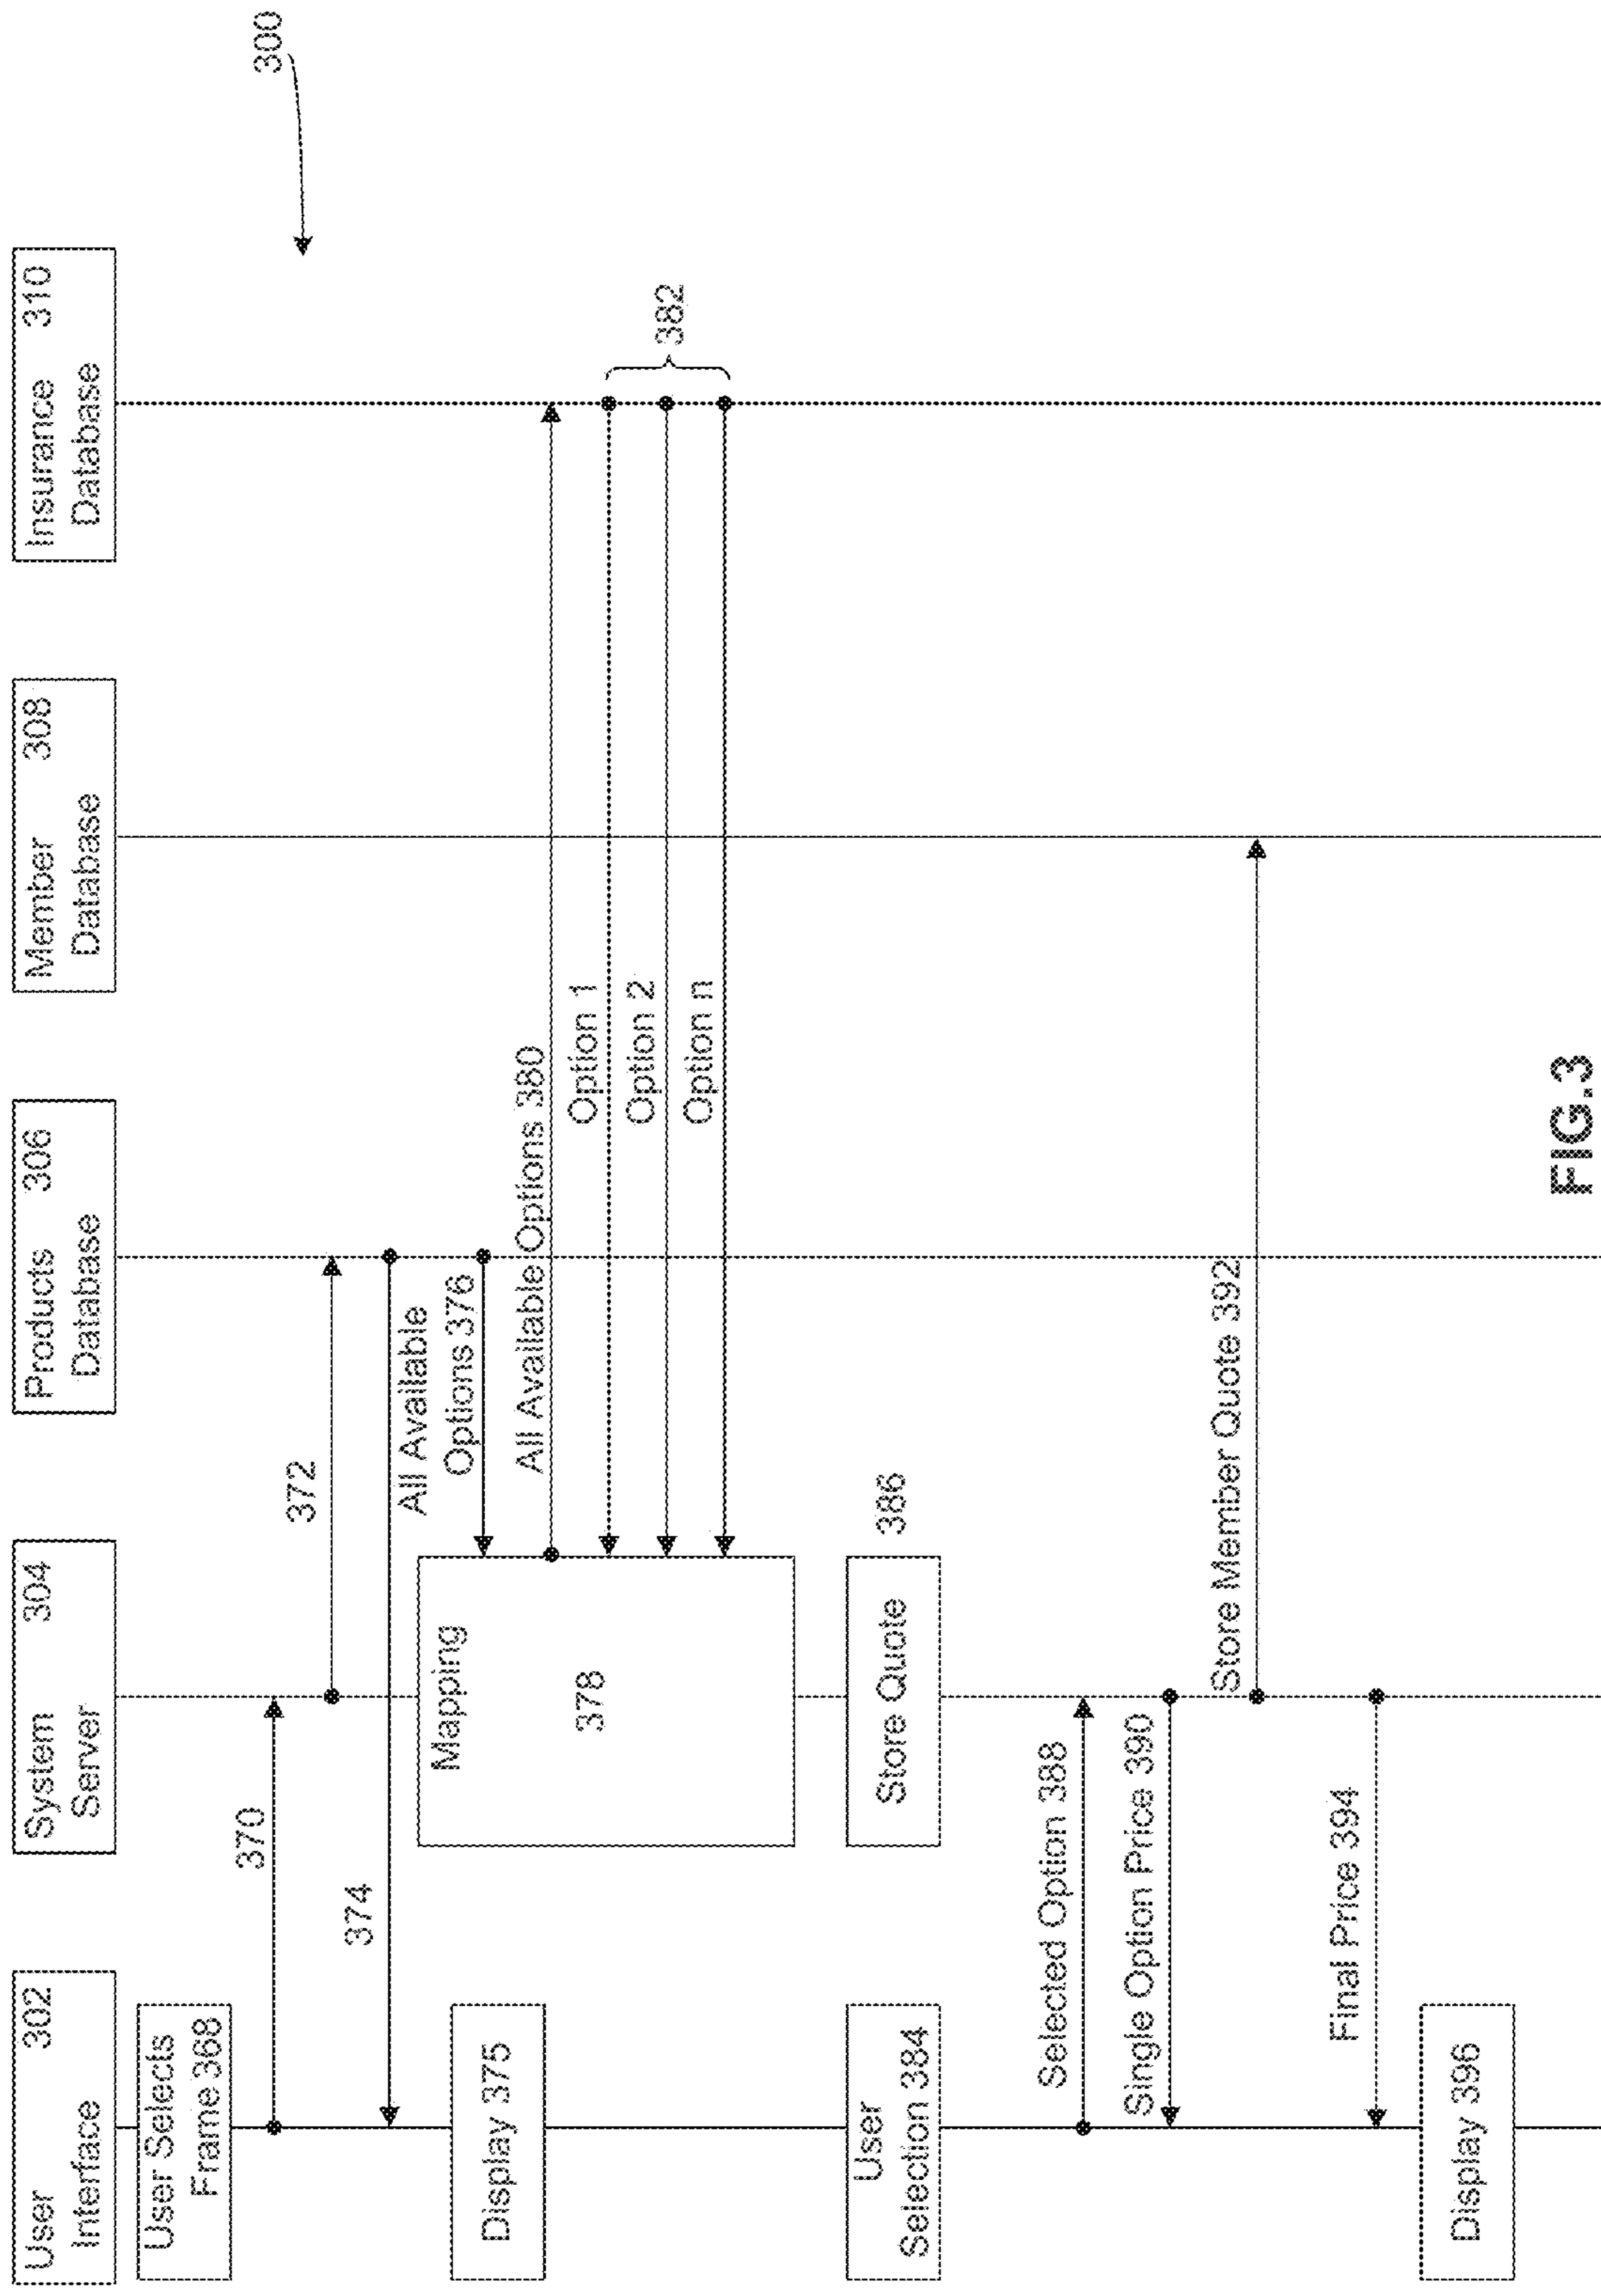 User 302
Interface
System 304
Server
Products 306
Database
Member 308
Database
Insurance 310
Database
300
User Selects
Frame 368
370
372
374
All Available
Options 376
Display 375
Mapping
378
All Available Options 380
Option 1
Option 2
Option n
382
User
Selection 384
Store Quote
386
Selected Option 388
Single Option Price 390
Store Member Quote 392
Final Price 394
Display 396
FIG.3